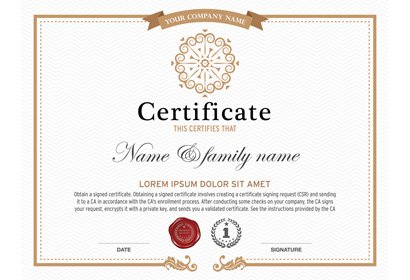 YOUR COMPANY NAME
Certificate
THIS CERTIFIES THAT
Name & family name
LOREM IPSUM DOLOR SIT AMET
Obtain a signed certificate. Obtaining a signed certificate involves creating a certificate signing request (CSR) and sending
it to a CA in accordance with the CA's enrollment process. After conducting some checks on your company, the CA signs
your request, encrypts it with a private key, and sends you a validated certificate. See instructions provided by the CA
1
DATE
SIGNATURE